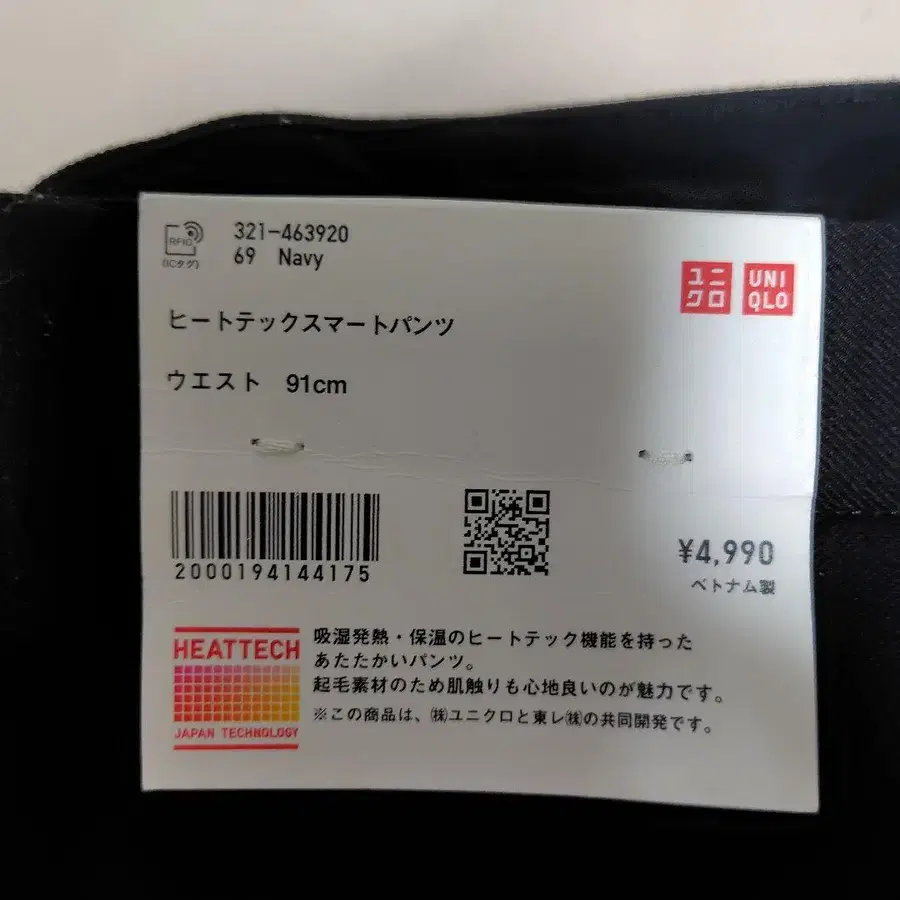 RFID
(ICタグ)
321-463920
69 Navy
ユニ
クロ
UNI
QLO
ヒートテックスマートパンツ
ウエスト 91cm
2000194144175
¥4,990
ベトナム製
HEATTECH
JAPAN TECHNOLOGY
吸湿発熱・保温のヒートテック機能を持った
あたたかいパンツ。
起毛素材のため肌触りも心地良いのが魅力です。
※この商品は、㈱ユニクロと東レ㈱の共同開発です。